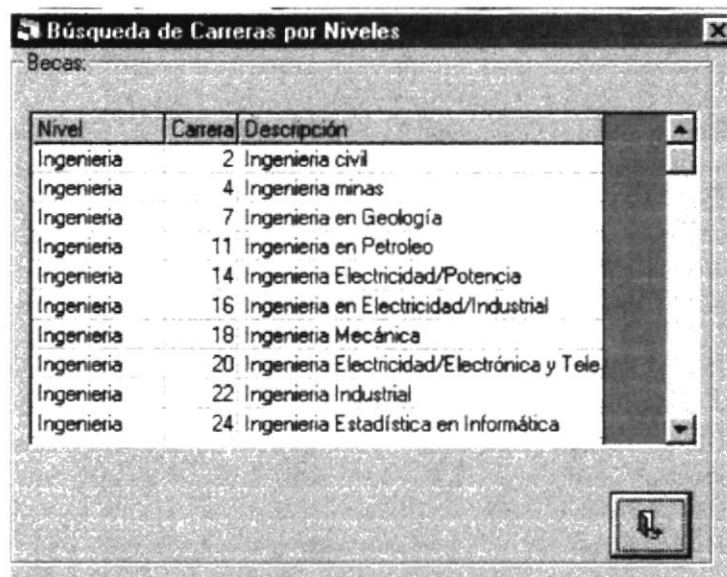 Búsqueda de Carreras por Niveles
Becas:
Nivel Carrera Descripción
Ingenieria 2 Ingenieria civil
Ingenieria 4 Ingenieria minas
Ingenieria 7 Ingenieria en Geología
Ingenieria 11 Ingenieria en Petroleo
Ingenieria 14 Ingenieria Electricidad/Potencia
Ingenieria 16 Ingenieria en Electricidad/Industrial
Ingenieria 18 Ingenieria Mecánica
Ingenieria 20 Ingenieria Electricidad/Electrónica y Tele
Ingenieria 22 Ingenieria Industrial
Ingenieria 24 Ingenieria Estadística en Informática